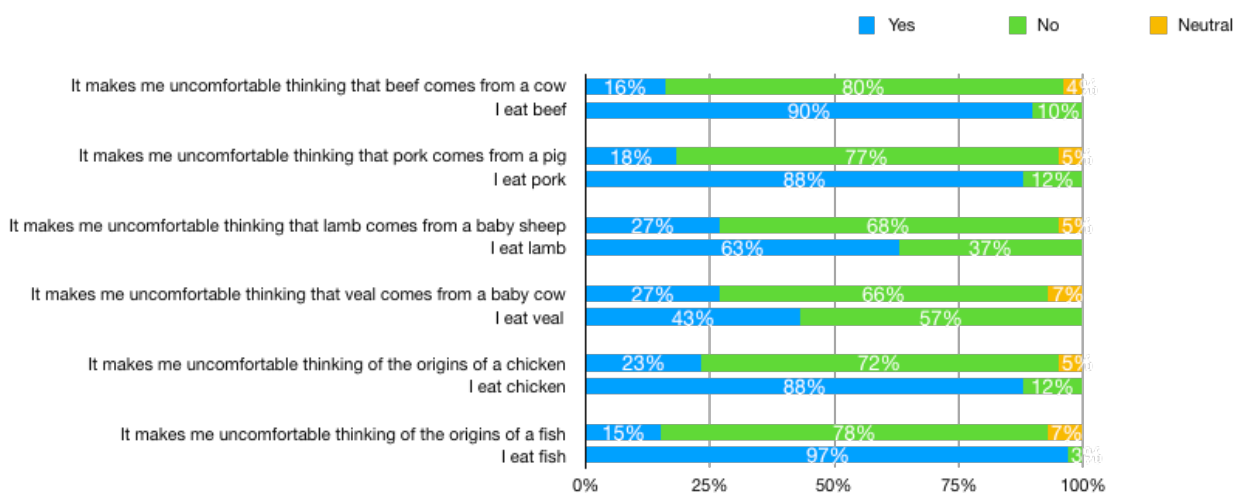 Yes No Neutral
It makes me uncomfortable thinking that beef comes from a cow 16% 80% 4%
I eat beef 90% 10%
It makes me uncomfortable thinking that pork comes from a pig 18% 77% 5%
I eat pork 88% 12%
It makes me uncomfortable thinking that lamb comes from a baby sheep 27% 68% 5%
I eat lamb 63% 37%
It makes me uncomfortable thinking that veal comes from a baby cow 27% 66% 7%
I eat veal 43% 57%
It makes me uncomfortable thinking of the origins of a chicken 23% 72% 5%
I eat chicken 88% 12%
It makes me uncomfortable thinking of the origins of a fish 15% 78% 7%
I eat fish 97% 3%
0% 25% 50% 75% 100%